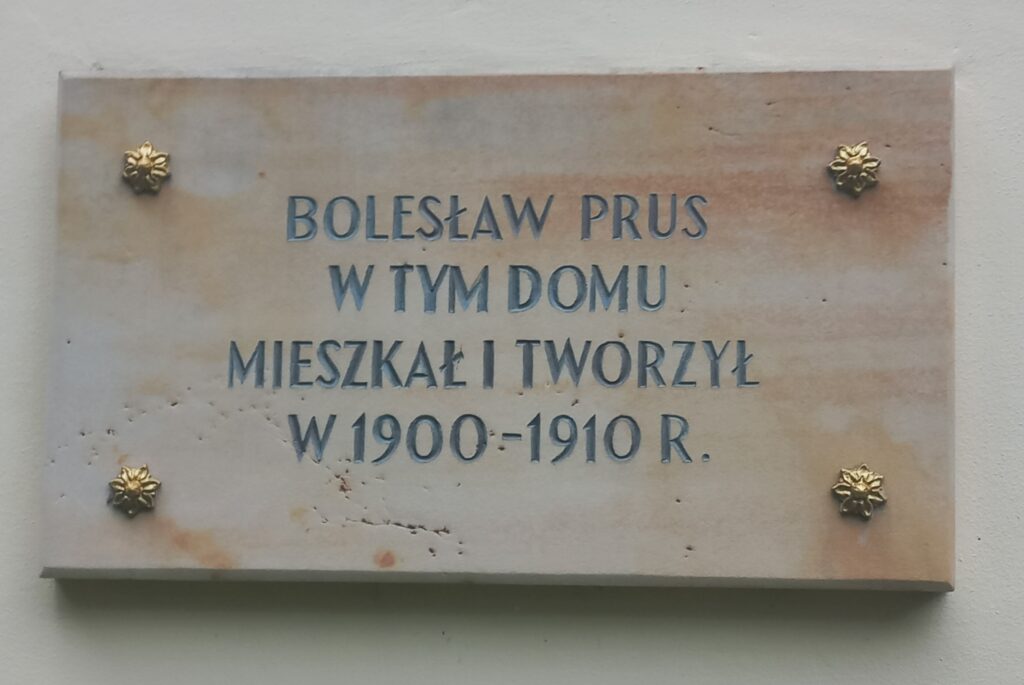 BOLESŁAW PRUS
W TYM DOMU
MIESZKAŁ I TWORZYŁ
W 1900-1910 R.